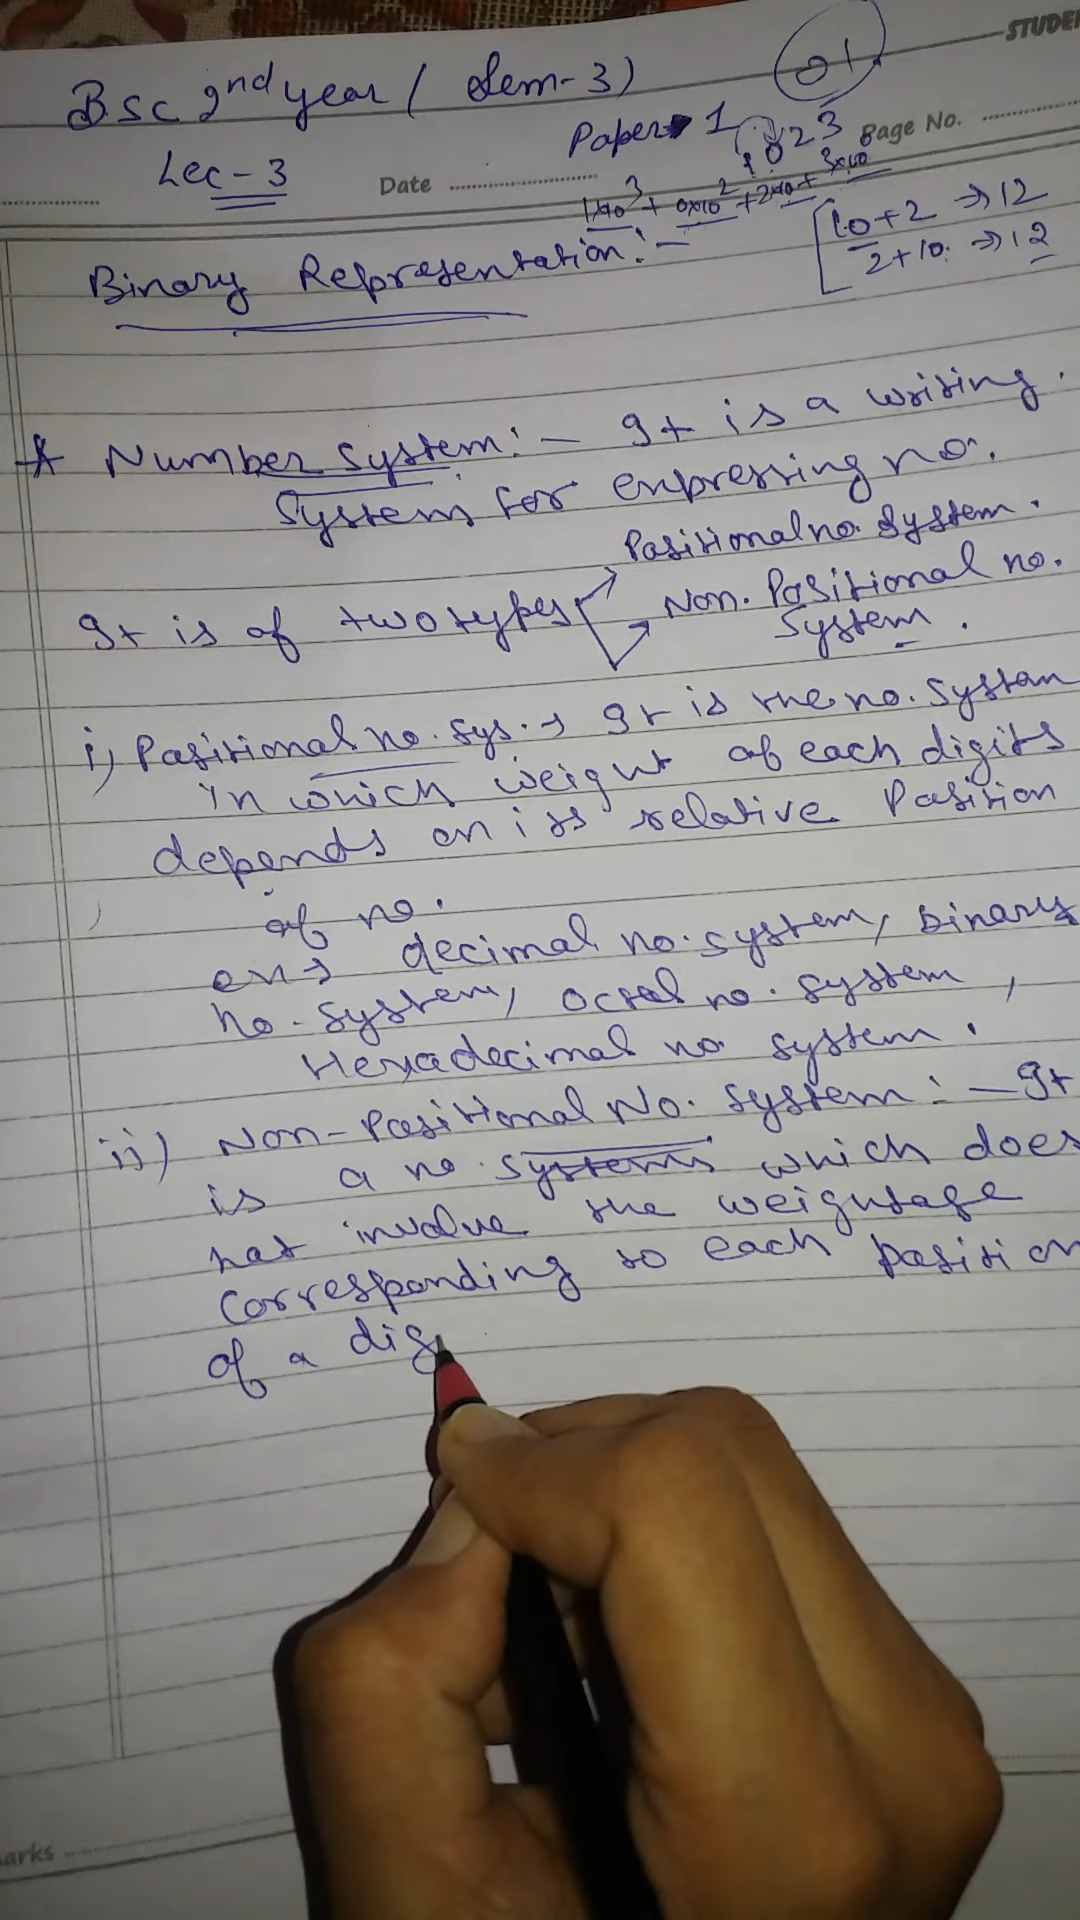 STUDE
Bsc 2nd year ( Sem-3)
01
Paper 1
1023
Page No.
Lec-3
Date
1×10³ + 0×10² + 2×10 + 3×10
10+2 → 12
2+10 → 12
Binary Representation:-
Number System:- It is a writing
System for expressing no.
Positional no. System.
It is of two types
Non. Positional no.
System.
i) Positional no. sys. → It is the no. System
in which weight of each digits
depends on its relative Position
of no.
ex→ decimal no. system, Binary
no. system, octal no. system,
Hexadecimal no. system.
ii) Non-Positional No. System:- It
is a no. system which does
not involve the weightage
corresponding to each position
of a dig
arks